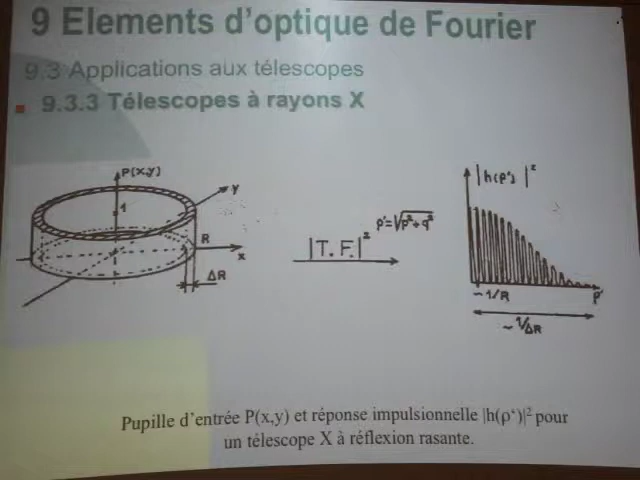 9 Elements d'optique de Fourier
9.3 Applications aux télescopes
9.3.3 Télescopes à rayons X
P(x,y)
y
1
R
x
ΔR
|T.F.|²
ρ'=√p²+q²
|h(ρ')|²
~1/R
ρ'
~1/ΔR
Pupille d'entrée P(x,y) et réponse impulsionnelle |h(ρ‘)|² pour
un télescope X à réflexion rasante.